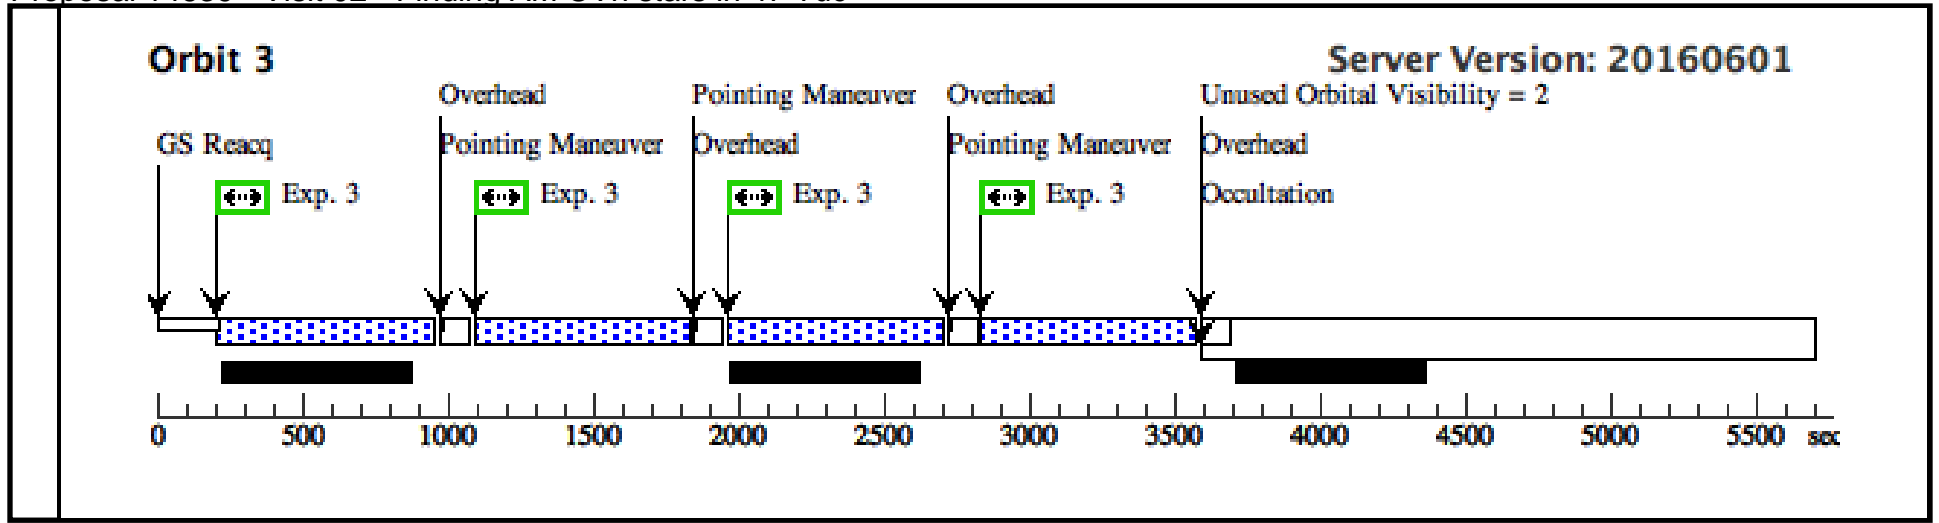 Orbit 3
Server Version: 20160601
Overhead Pointing Maneuver Overhead Unused Orbital Visibility = 2
GS Reacq Pointing Maneuver Overhead Pointing Maneuver Overhead
Exp. 3 Exp. 3 Exp. 3 Exp. 3 Occultation
0 500 1000 1500 2000 2500 3000 3500 4000 4500 5000 5500 sec